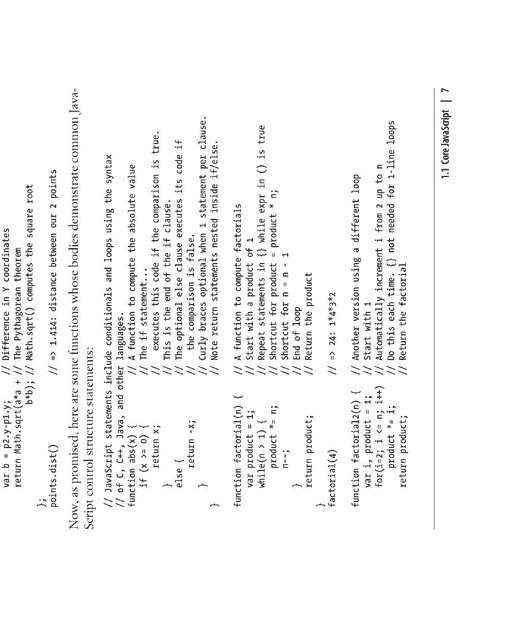 var b = p2.y-p1.y; // Difference in Y coordinates
return Math.sqrt(a*a + // The Pythagorean theorem
b*b); // Math.sqrt() computes the square root
};
points.dist() // => 1.414: distance between our 2 points
Now, as promised, here are some functions whose bodies demonstrate common Java-
Script control structure statements:
// JavaScript statements include conditionals and loops using the syntax
// of C, C++, Java, and other languages.
function abs(x) { // A function to compute the absolute value
if (x >= 0) { // The if statement...
return x; // executes this code if the comparison is true.
} // This is the end of the if clause.
else { // The optional else clause executes its code if
return -x; // the comparison is false.
} // Curly braces optional when 1 statement per clause.
} // Note return statements nested inside if/else.
function factorial(n) { // A function to compute factorials
var product = 1; // Start with a product of 1
while(n > 1) { // Repeat statements in {} while expr in () is true
product *= n; // Shortcut for product = product * n;
n--; // Shortcut for n = n - 1
} // End of loop
return product; // Return the product
}
factorial(4) // => 24: 1*4*3*2
function factorial2(n) { // Another version using a different loop
var i, product = 1; // Start with 1
for(i=2; i <= n; i++) // Automatically increment i from 2 up to n
product *= i; // Do this each time. {} not needed for 1-line loops
return product; // Return the factorial
1.1 Core JavaScript | 7